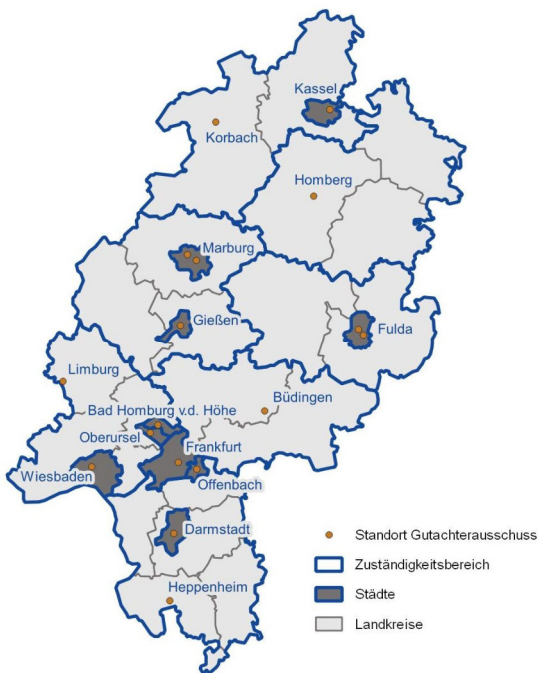 Kassel
Korbach
Homberg
Marburg
Gießen
Fulda
Limburg
Büdingen
Bad Homburg v.d. Höhe
Oberursel
Frankfurt
Wiesbaden
Offenbach
Darmstadt
Heppenheim
Standort Gutachterausschuss
Zuständigkeitsbereich
Städte
Landkreise